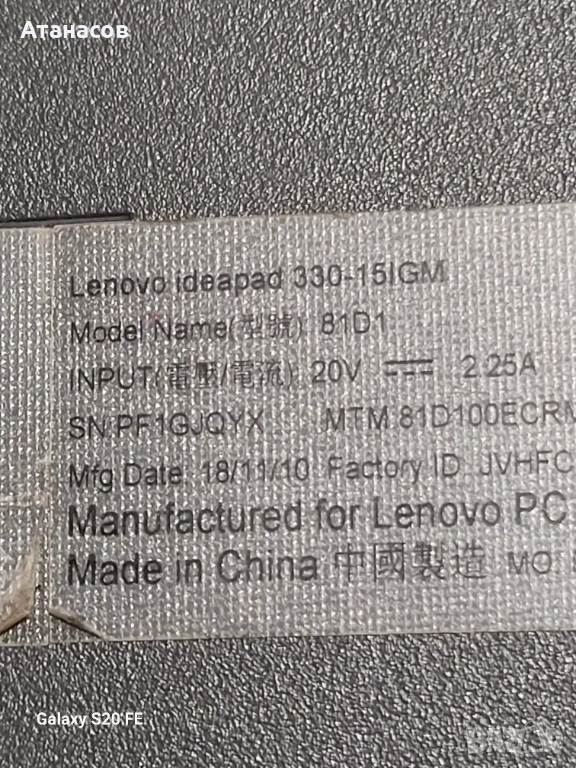 Атанасов
Lenovo ideapad 330-15IGM
Model Name(型號): 81D1
INPUT(電壓/電流): 20V ⎓ 2.25A
SN:PF1GJQYX MTM:81D100ECRM
Mfg Date: 18/11/10 Factory ID: JVHFC
Manufactured for Lenovo PC
Made in China 中國製造 MO:
Galaxy S20 FE